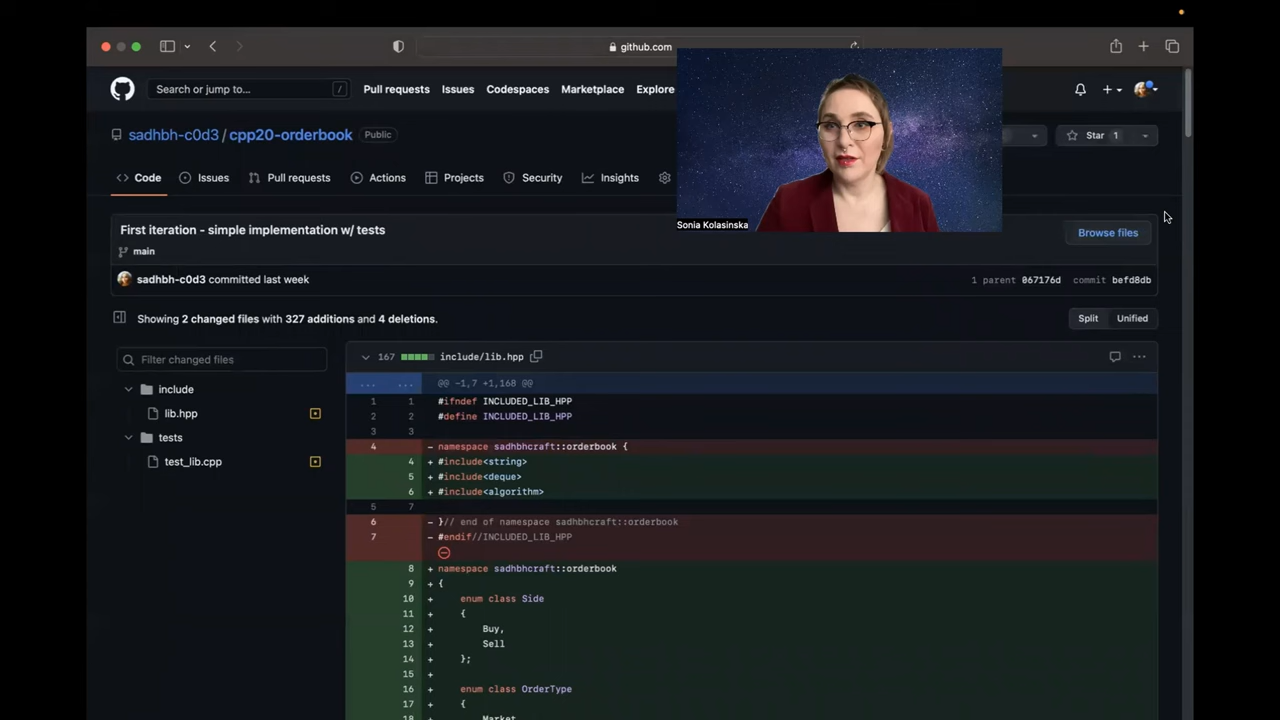 github.com
Search or jump to... /
Pull requests Issues Codespaces Marketplace Explore
sadhbh-c0d3 / cpp20-orderbook Public
Star 1
Code Issues Pull requests Actions Projects Security Insights
Sonia Kolasinska
First iteration - simple implementation w/ tests
Browse files
main
sadhbh-c0d3 committed last week
1 parent 067176d commit befd8db
Showing 2 changed files with 327 additions and 4 deletions.
Split Unified
Filter changed files
include
lib.hpp
tests
test_lib.cpp
167 include/lib.hpp
... ... @@ -1,7 +1,168 @@
1 1 #ifndef INCLUDED_LIB_HPP
2 2 #define INCLUDED_LIB_HPP
3 3
4 - namespace sadhbhcraft::orderbook {
4 + #include<string>
5 + #include<deque>
6 + #include<algorithm>
5 7
6 - }// end of namespace sadhbhcraft::orderbook
7 - #endif//INCLUDED_LIB_HPP
8 + namespace sadhbhcraft::orderbook
9 + {
10 + enum class Side
11 + {
12 + Buy,
13 + Sell
14 + };
15 +
16 + enum class OrderType
17 + {
18 + Market